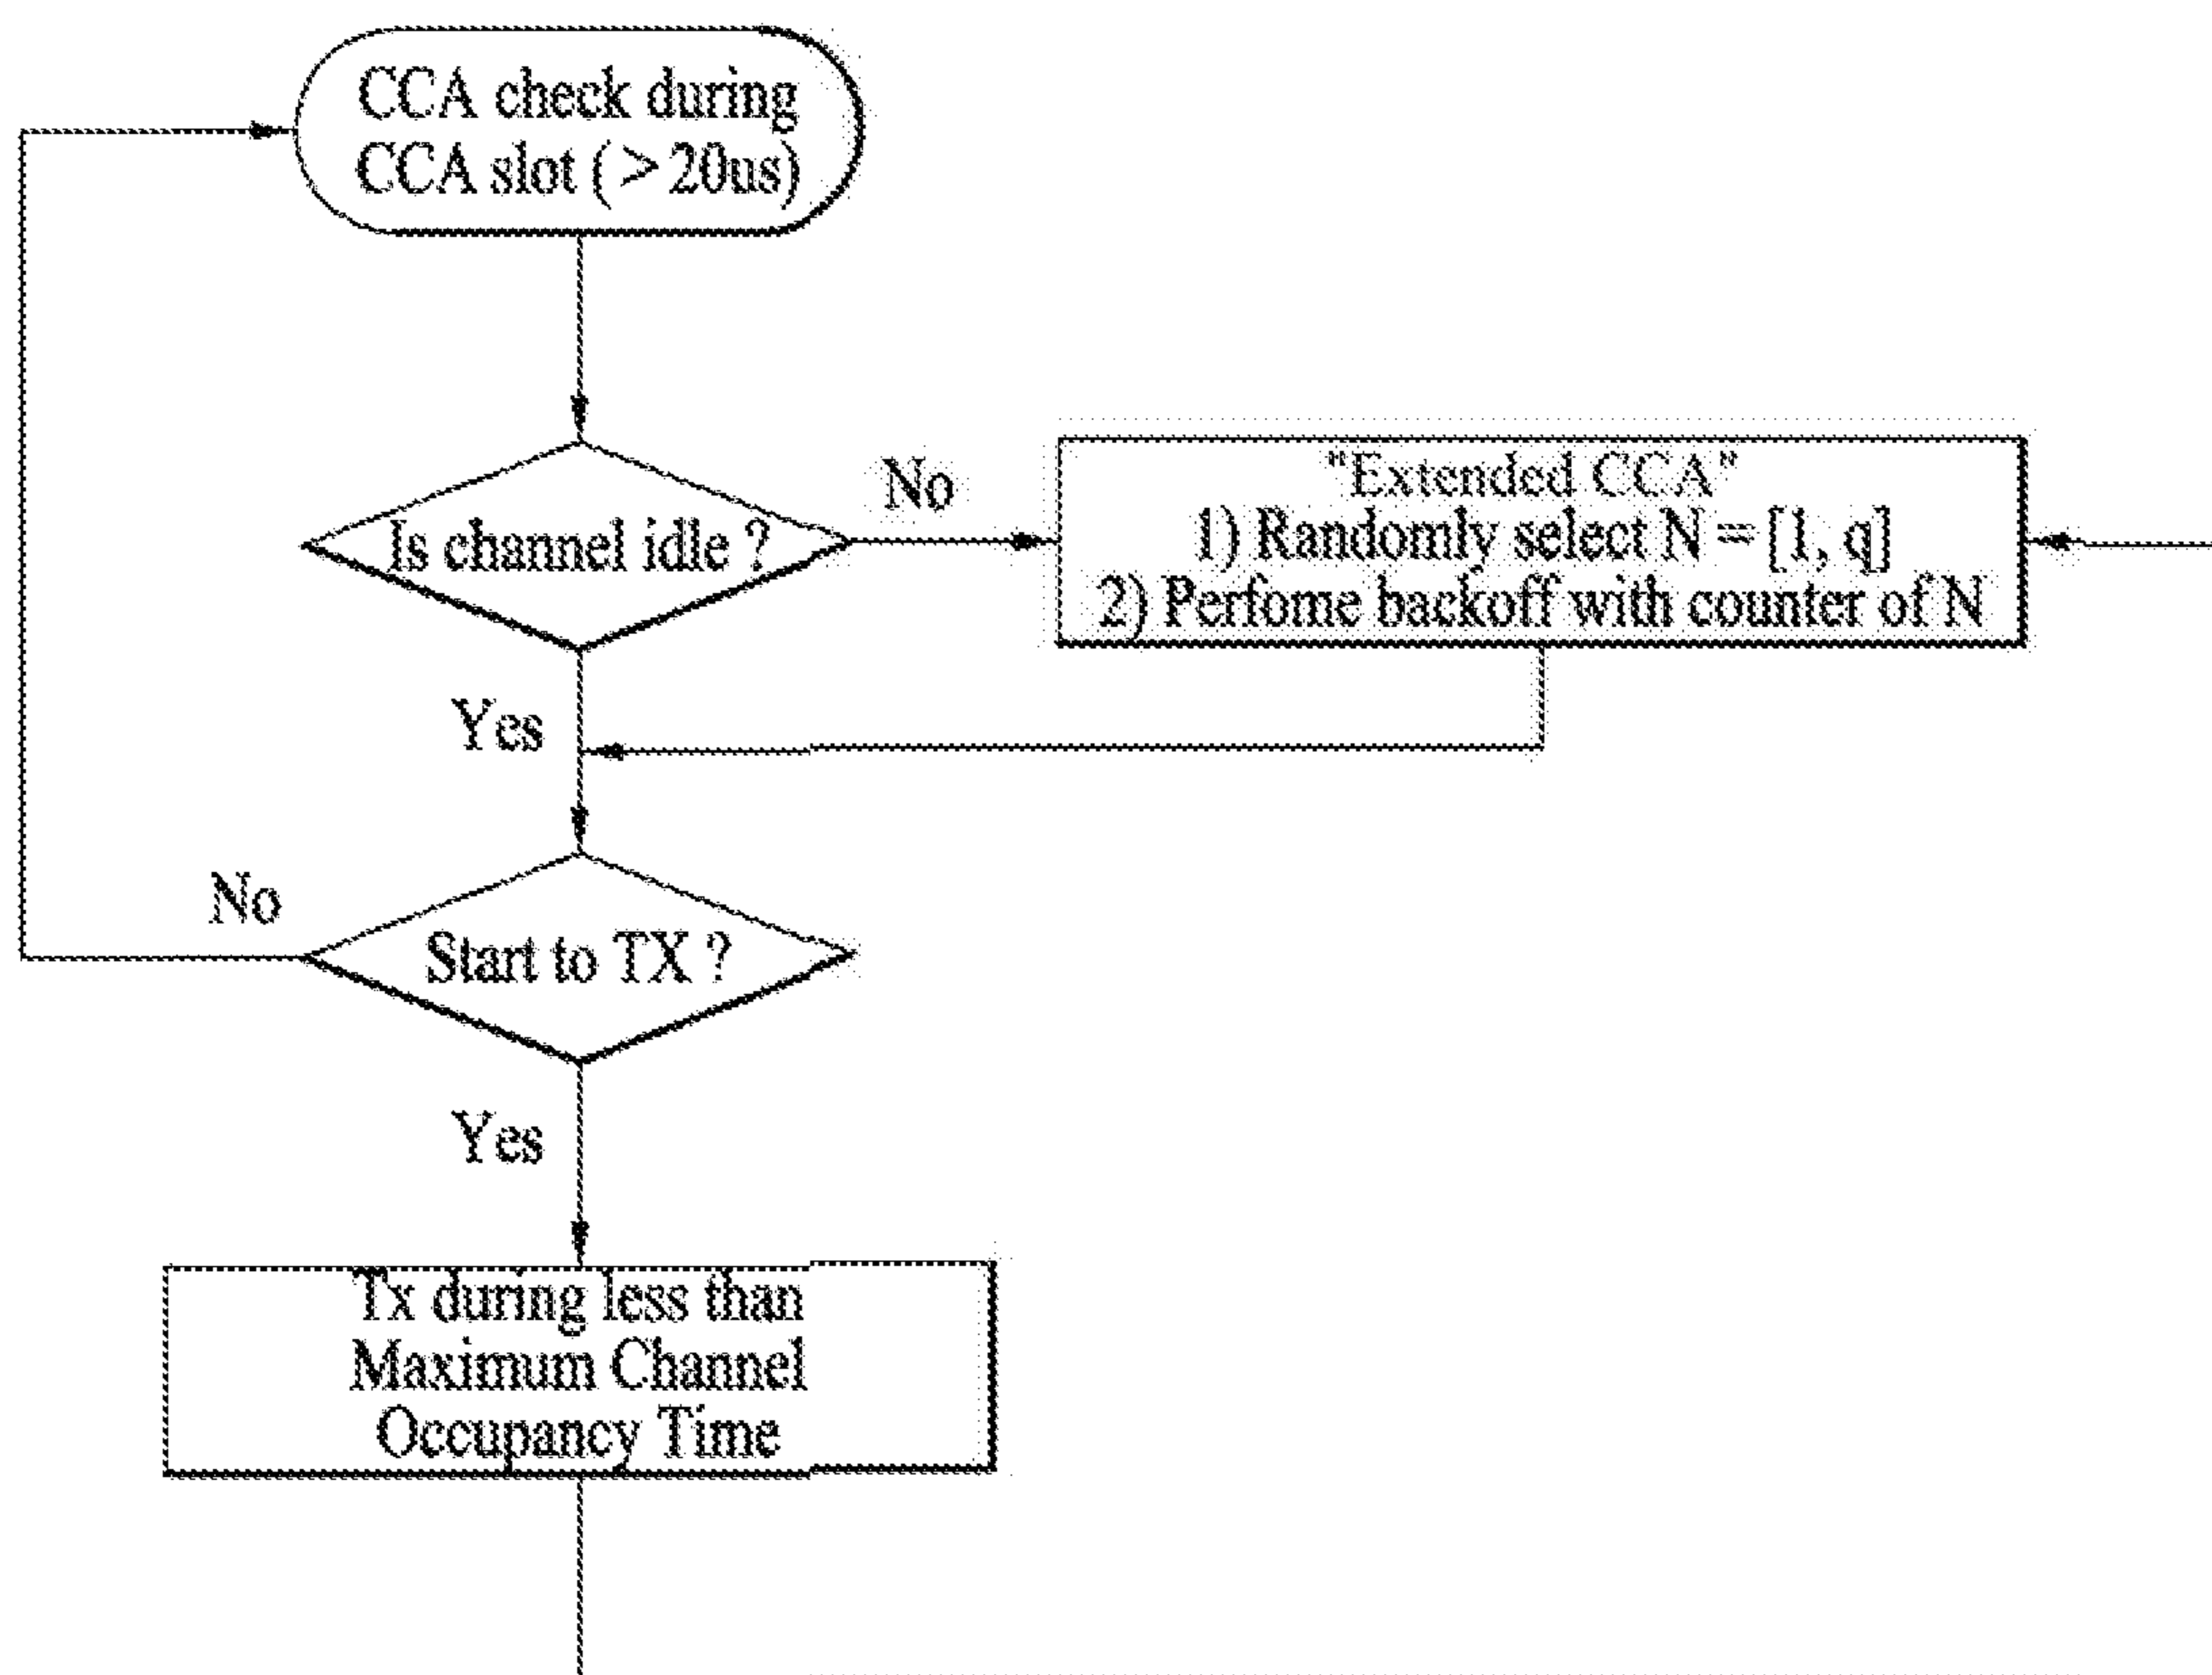 CCA check during
CCA slot ( > 20us)
Is channel idle ?
No
"Extended CCA"
1) Randomly select N = [1, q]
2) Perfome backoff with counter of N
Yes
No
Start to TX ?
Yes
Tx during less than
Maximum Channel
Occupancy Time